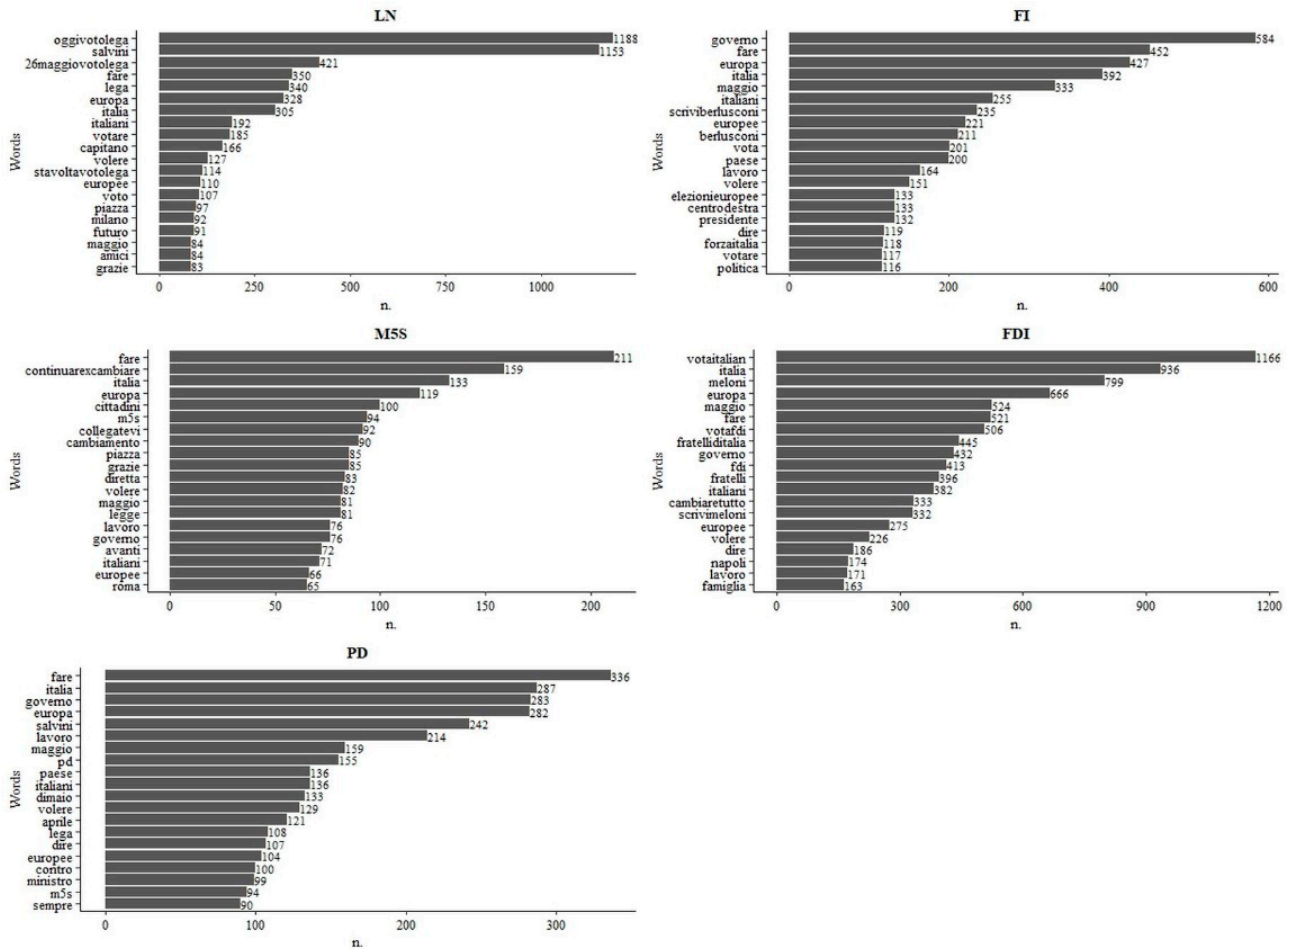 LN
oggivotolega 1188
salvini 1153
26maggiovotolega 421
fare 350
lega 340
europa 328
italia 305
italiani 192
votare 185
capitano 166
volere 127
stavoltavotolega 114
europee 110
voto 107
piazza 97
milano 92
futuro 91
maggio 84
amici 84
grazie 83
Words
0 250 500 750 1000
n.
FI
governo 584
fare 452
europa 427
italia 392
maggio 333
italiani 255
scriviberlusconi 235
europee 221
berlusconi 211
vota 201
paese 200
lavoro 164
volere 151
elezionieuropee 133
centrodestra 133
presidente 132
dire 119
forzaitalia 118
votare 117
politica 116
Words
0 200 400 600
n.
M5S
fare 211
continuarexcambiare 159
italia 133
europa 119
cittadini 100
m5s 94
collegatevi 92
cambiamento 90
piazza 85
grazie 85
diretta 83
volere 82
maggio 81
legge 81
lavoro 76
governo 76
avanti 72
italiani 71
europee 66
roma 65
Words
0 50 100 150 200
n.
FDI
votaitalian 1166
italia 936
meloni 799
europa 666
maggio 524
fare 521
votafdi 506
fratelliditalia 445
governo 432
fdi 413
fratelli 396
italiani 382
cambiaretutto 333
scrivimeloni 332
europee 275
volere 226
dire 186
napoli 174
lavoro 171
famiglia 163
Words
0 300 600 900 1200
n.
PD
fare 336
italia 287
governo 283
europa 282
salvini 242
lavoro 214
maggio 159
pd 155
paese 136
italiani 136
dimaio 133
volere 129
aprile 121
lega 108
dire 107
europee 104
contro 100
ministro 99
m5s 94
sempre 90
Words
0 100 200 300
n.